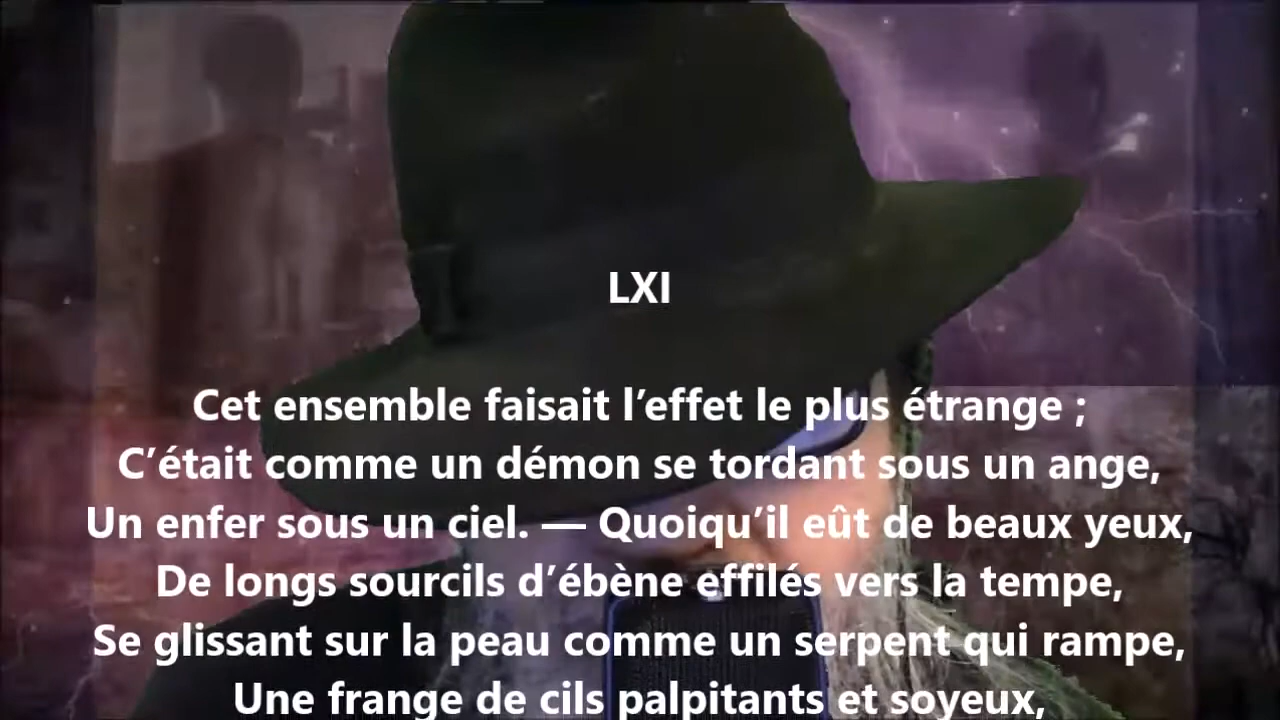 LXI
Cet ensemble faisait l’effet le plus étrange ;
C’était comme un démon se tordant sous un ange,
Un enfer sous un ciel. — Quoiqu’il eût de beaux yeux,
De longs sourcils d’ébène effilés vers la tempe,
Se glissant sur la peau comme un serpent qui rampe,
Une frange de cils palpitants et soyeux,